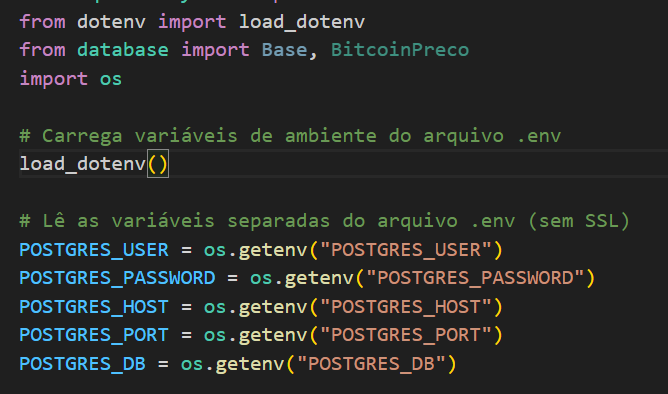 from dotenv import load_dotenv
from database import Base, BitcoinPreco
import os
# Carrega variáveis de ambiente do arquivo .env
load_dotenv()
# Lê as variáveis separadas do arquivo .env (sem SSL)
POSTGRES_USER = os.getenv("POSTGRES_USER")
POSTGRES_PASSWORD = os.getenv("POSTGRES_PASSWORD")
POSTGRES_HOST = os.getenv("POSTGRES_HOST")
POSTGRES_PORT = os.getenv("POSTGRES_PORT")
POSTGRES_DB = os.getenv("POSTGRES_DB")